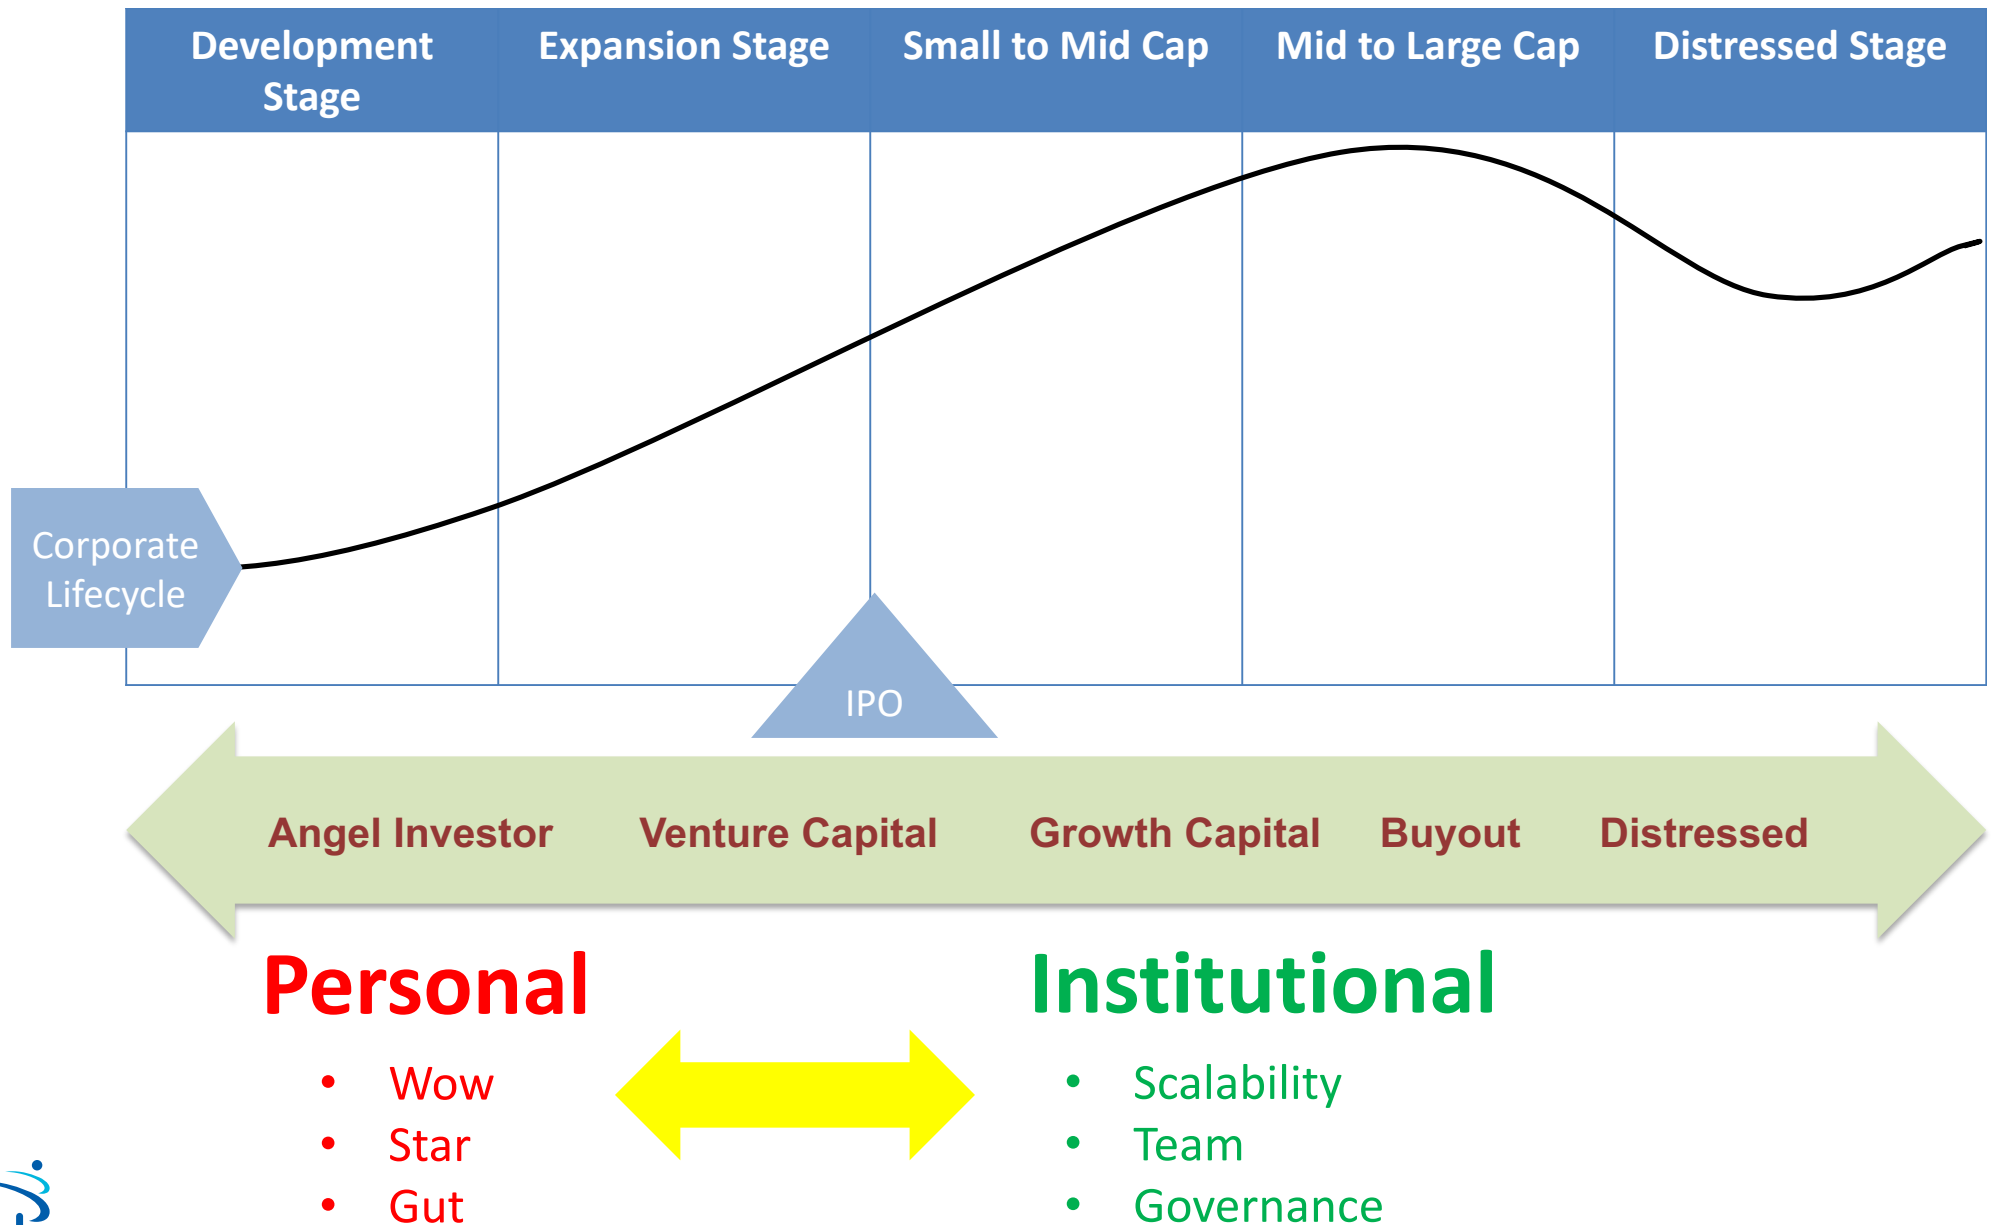 Development
Stage
Expansion Stage
Small to Mid Cap
Mid to Large Cap
Distressed Stage
Corporate
Lifecycle
IPO
Angel Investor
Venture Capital
Growth Capital
Buyout
Distressed
Personal
• Wow
• Star
• Gut
Institutional
• Scalability
• Team
• Governance